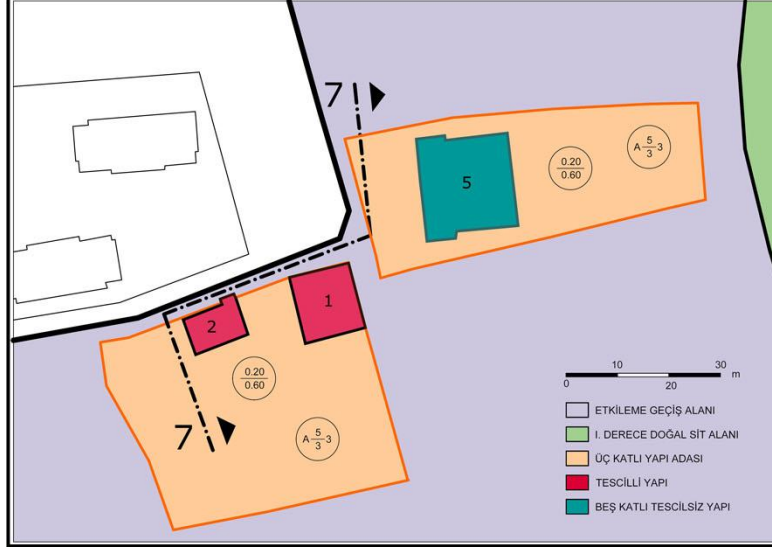 7
5
0.20
0.60
A 5/3 3
1
2
0.20
0.60
A 5/3 3
7
10 30
0 20 m
ETKİLEME GEÇİŞ ALANI
I. DERECE DOĞAL SİT ALANI
ÜÇ KATLI YAPI ADASI
TESCİLLİ YAPI
BEŞ KATLI TESCİLSİZ YAPI